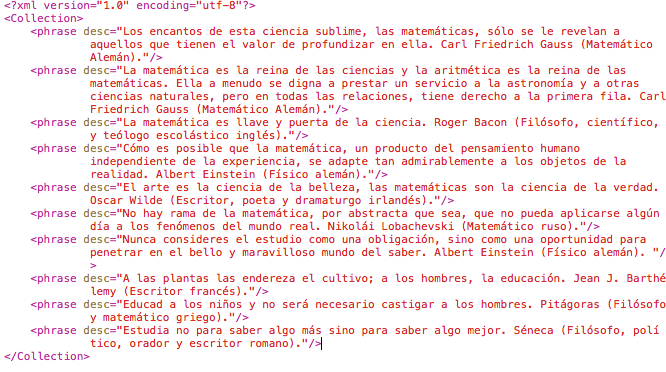 <?xml version="1.0" encoding="utf-8"?>
<Collection>
<phrase desc="Los encantos de esta ciencia sublime, las matemáticas, sólo se le revelan a
aquellos que tienen el valor de profundizar en ella. Carl Friedrich Gauss (Matemático
Alemán)."/>
<phrase desc="La matemática es la reina de las ciencias y la aritmética es la reina de las
matemáticas. Ella a menudo se digna a prestar un servicio a la astronomía y a otras
ciencias naturales, pero en todas las relaciones, tiene derecho a la primera fila. Carl
Friedrich Gauss (Matemático Alemán)."/>
<phrase desc="La matemática es llave y puerta de la ciencia. Roger Bacon (Filósofo, científico,
y teólogo escolástico inglés)."/>
<phrase desc="Cómo es posible que la matemática, un producto del pensamiento humano
independiente de la experiencia, se adapte tan admirablemente a los objetos de la
realidad. Albert Einstein (Físico alemán)."/>
<phrase desc="El arte es la ciencia de la belleza, las matemáticas son la ciencia de la verdad.
Oscar Wilde (Escritor, poeta y dramaturgo irlandés)."/>
<phrase desc="No hay rama de la matemática, por abstracta que sea, que no pueda aplicarse algún
día a los fenómenos del mundo real. Nikolái Lobachevski (Matemático ruso)."/>
<phrase desc="Nunca consideres el estudio como una obligación, sino como una oportunidad para
penetrar en el bello y maravilloso mundo del saber. Albert Einstein (Físico alemán). "/
>
<phrase desc="A las plantas las endereza el cultivo; a los hombres, la educación. Jean J. Barthé
lemy (Escritor francés)."/>
<phrase desc="Educad a los niños y no será necesario castigar a los hombres. Pitágoras (Filósofo
y matemático griego)."/>
<phrase desc="Estudia no para saber algo más sino para saber algo mejor. Séneca (Filósofo, polí
tico, orador y escritor romano)."/>
</Collection>